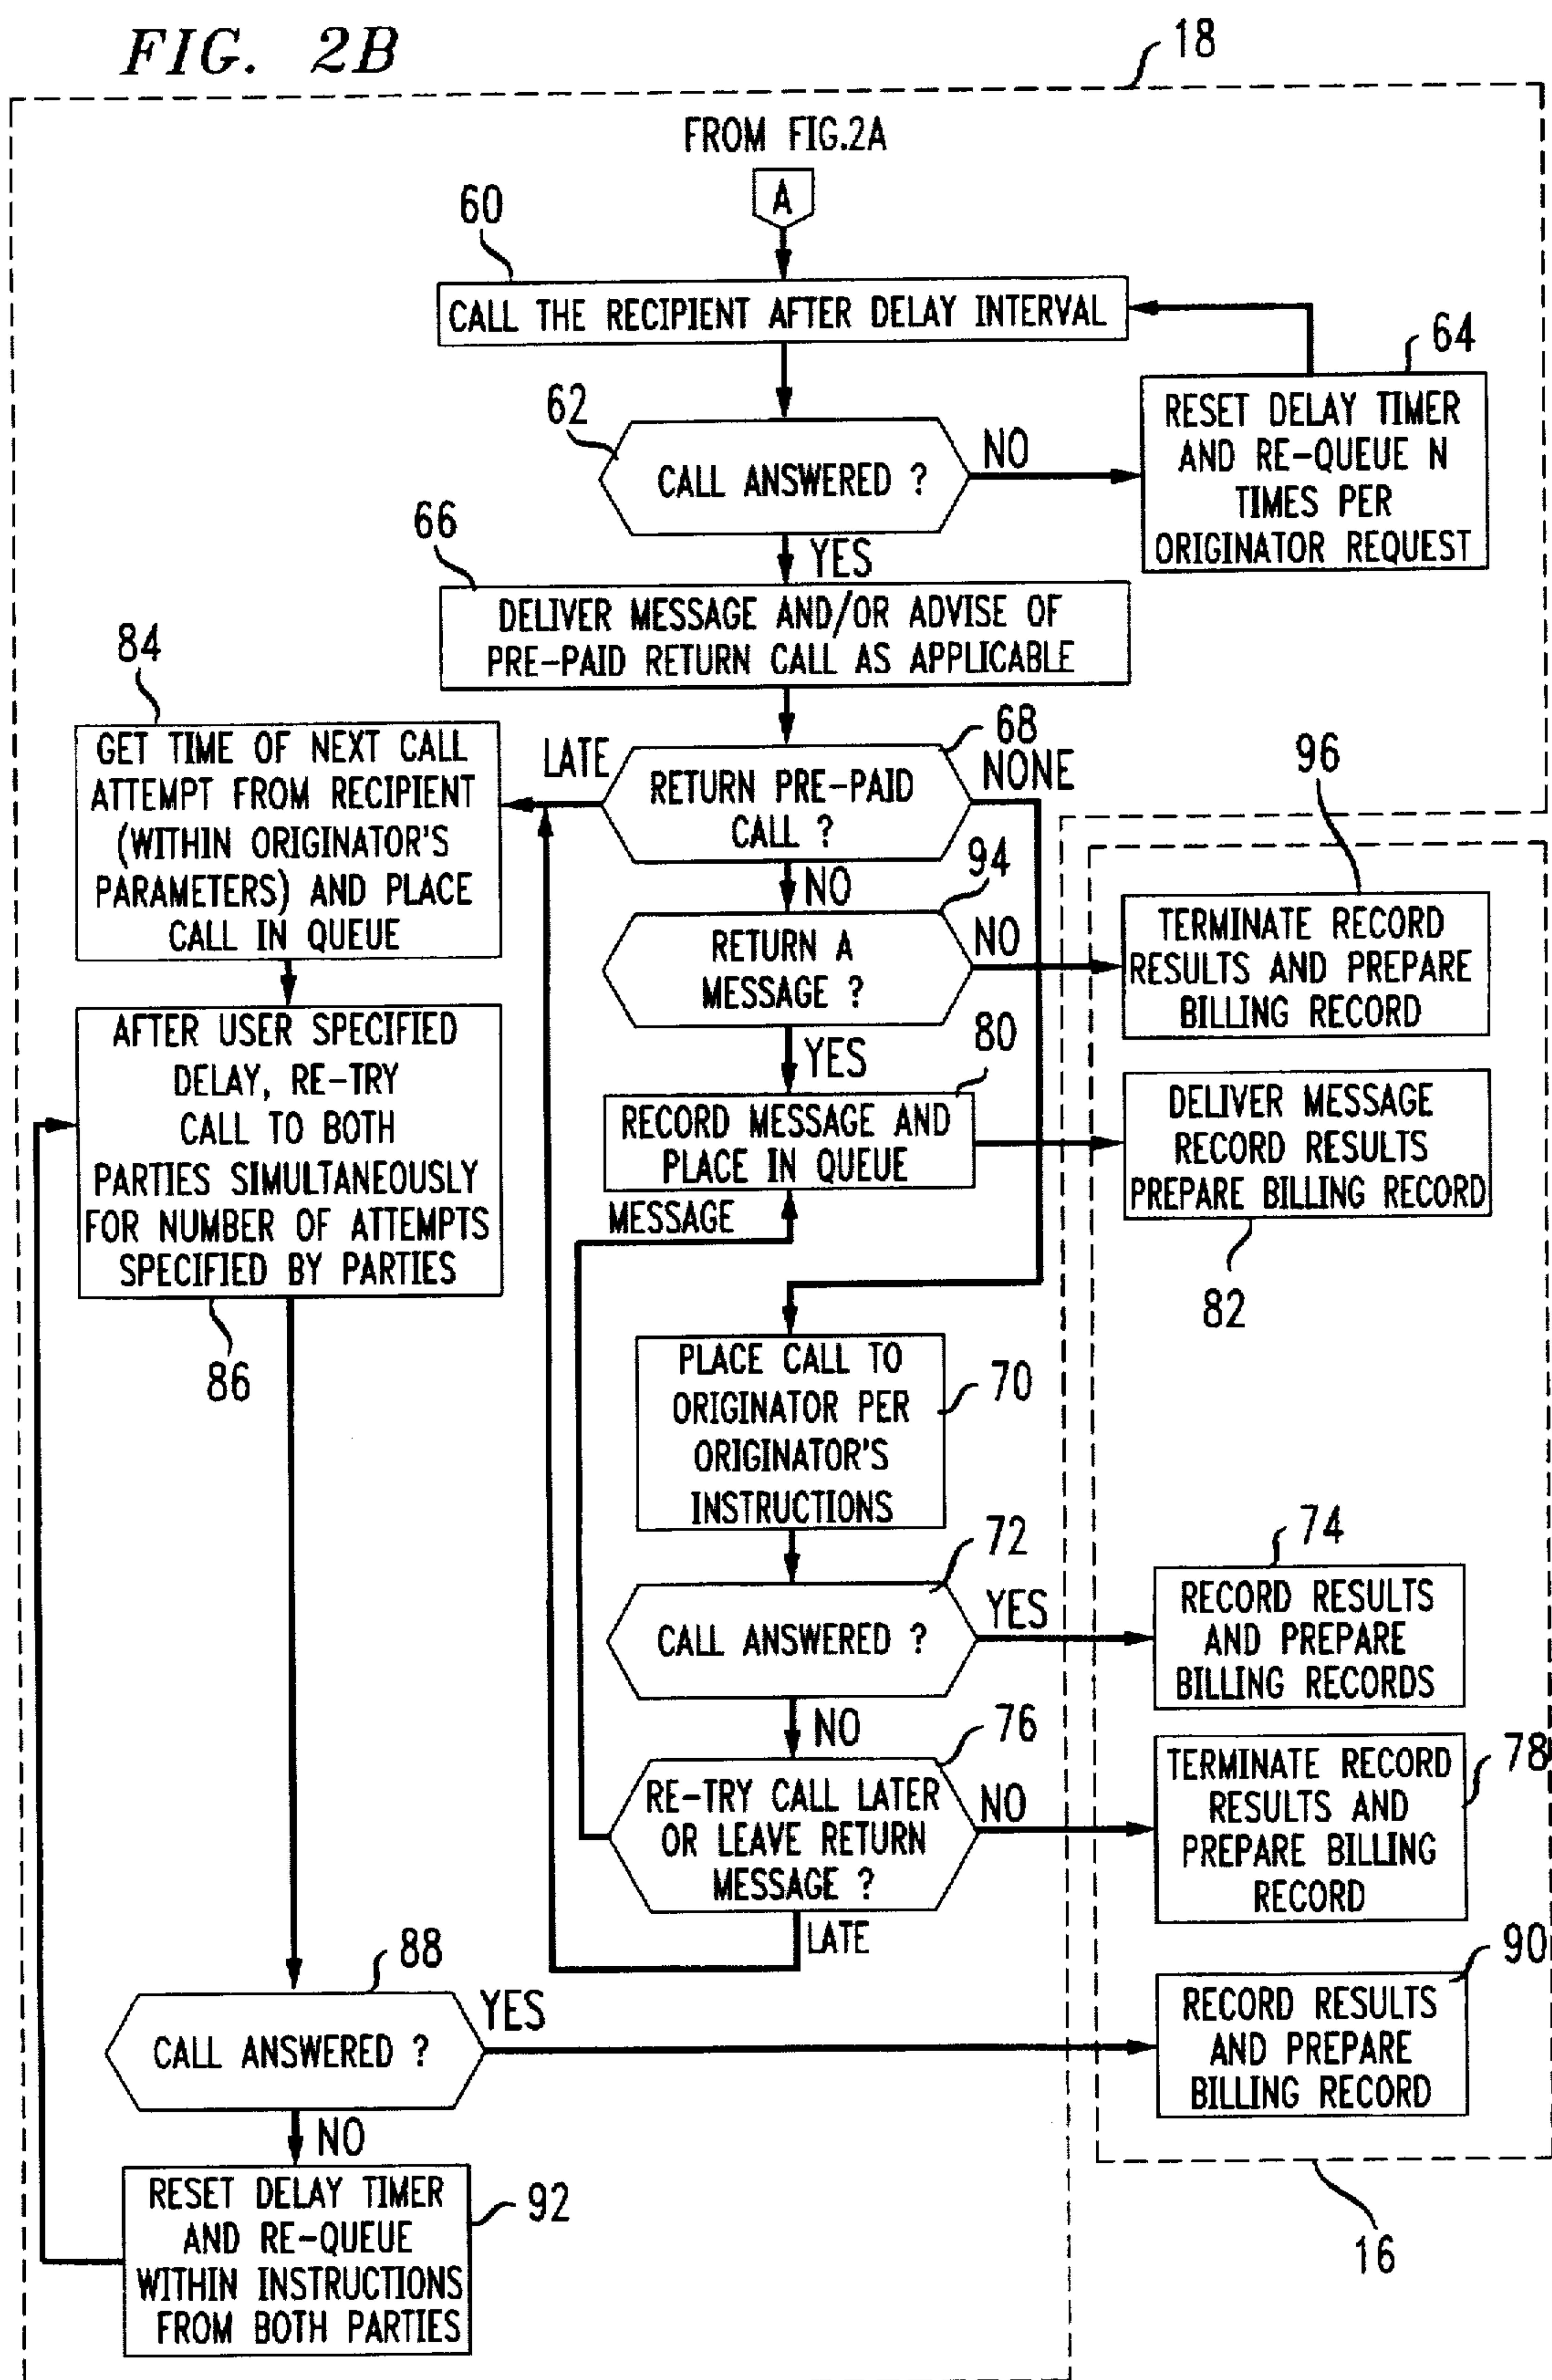 FIG. 2B
18
FROM FIG.2A
A
60
CALL THE RECIPIENT AFTER DELAY INTERVAL
64
RESET DELAY TIMER
AND RE-QUEUE N
TIMES PER
ORIGINATOR REQUEST
62
CALL ANSWERED ?
NO
YES
66
DELIVER MESSAGE AND/OR ADVISE OF
PRE-PAID RETURN CALL AS APPLICABLE
84
GET TIME OF NEXT CALL
ATTEMPT FROM RECIPIENT
(WITHIN ORIGINATOR'S
PARAMETERS) AND PLACE
CALL IN QUEUE
LATE
68
RETURN PRE-PAID
CALL ?
NONE
NO
94
RETURN A
MESSAGE ?
NO
YES
96
TERMINATE RECORD
RESULTS AND PREPARE
BILLING RECORD
AFTER USER SPECIFIED
DELAY, RE-TRY
CALL TO BOTH
PARTIES SIMULTANEOUSLY
FOR NUMBER OF ATTEMPTS
SPECIFIED BY PARTIES
86
80
RECORD MESSAGE AND
PLACE IN QUEUE
MESSAGE
DELIVER MESSAGE
RECORD RESULTS
PREPARE BILLING RECORD
82
PLACE CALL TO
ORIGINATOR PER
ORIGINATOR'S
INSTRUCTIONS
70
72
CALL ANSWERED ?
YES
NO
74
RECORD RESULTS
AND PREPARE
BILLING RECORDS
76
RE-TRY CALL LATER
OR LEAVE RETURN
MESSAGE ?
NO
LATE
TERMINATE RECORD
RESULTS AND
PREPARE BILLING
RECORD
78
88
CALL ANSWERED ?
YES
NO
90
RECORD RESULTS
AND PREPARE
BILLING RECORD
RESET DELAY TIMER
AND RE-QUEUE
WITHIN INSTRUCTIONS
FROM BOTH PARTIES
92
16